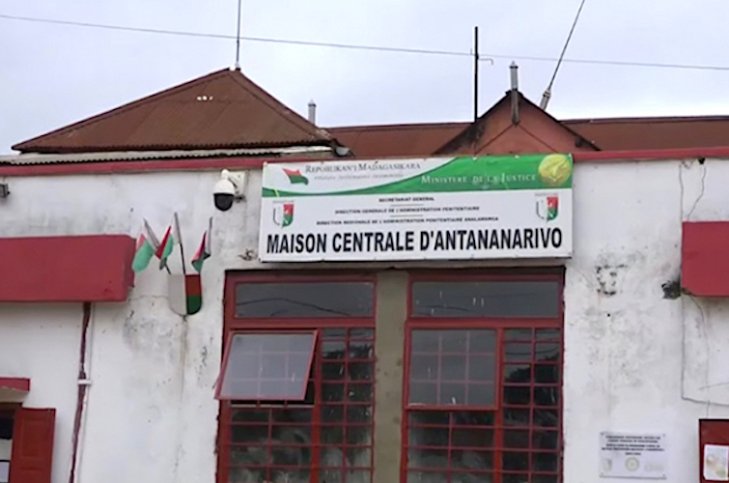 REPOBLIKAN'I MADAGASIKARA
MINISTERE DE LA JUSTICE
SECRETARIAT GENERAL
DIRECTION GENERALE DE L'ADMINISTRATION PENITENTIAIRE
DIRECTION REGIONALE DE L'ADMINISTRATION PENITENTIAIRE ANALAMANGA
MAISON CENTRALE D'ANTANANARIVO